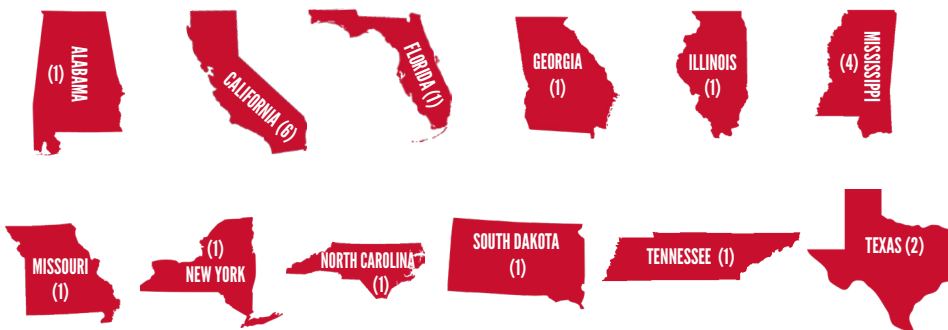 ALABAMA
(1)
CALIFORNIA (6)
FLORIDA (1)
GEORGIA
(1)
ILLINOIS
(1)
MISSISSIPPI
(4)
MISSOURI
(1)
(1)
NEW YORK
NORTH CAROLINA
(1)
SOUTH DAKOTA
(1)
TENNESSEE (1)
TEXAS (2)